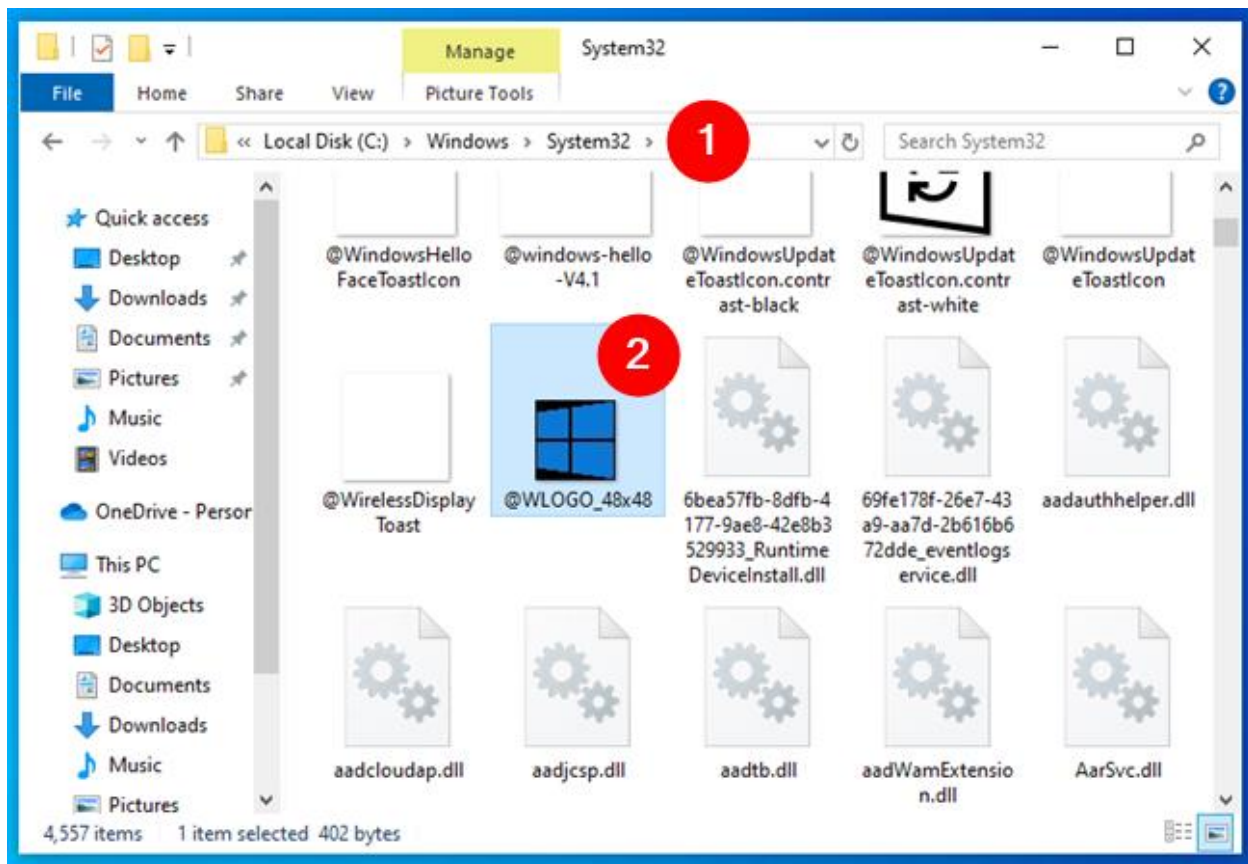 Manage
System32
File
Home
Share
View
Picture Tools
?
« Local Disk (C:) › Windows › System32 ›
1
Search System32
Quick access
Desktop
Downloads
Documents
Pictures
Music
Videos
OneDrive - Person
This PC
3D Objects
Desktop
Documents
Downloads
Music
Pictures
@WindowsHello
FaceToastIcon
@windows-hello
-V4.1
@WindowsUpdat
eToastIcon.contr
ast-black
@WindowsUpdat
eToastIcon.contr
ast-white
@WindowsUpdat
eToastIcon
2
@WirelessDisplay
Toast
@WLOGO_48x48
6bea57fb-8dfb-4
177-9ae8-42e8b3
529933_Runtime
DeviceInstall.dll
69fe178f-26e7-43
a9-aa7d-2b616b6
72dde_eventlogs
ervice.dll
aadauthhelper.dll
aadcloudap.dll
aadjcsp.dll
aadtb.dll
aadWamExtensio
n.dll
AarSvc.dll
4,557 items
1 item selected 402 bytes